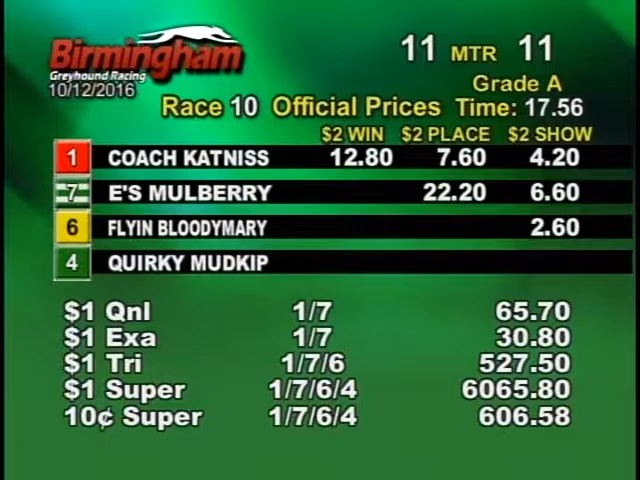 Birmingham
Greyhound Racing
10/12/2016
11 MTR 11
Grade A
Race 10 Official Prices Time: 17.56
$2 WIN $2 PLACE $2 SHOW
1 COACH KATNISS 12.80 7.60 4.20
7 E'S MULBERRY 22.20 6.60
6 FLYIN BLOODYMARY 2.60
4 QUIRKY MUDKIP
$1 Qnl 1/7 65.70
$1 Exa 1/7 30.80
$1 Tri 1/7/6 527.50
$1 Super 1/7/6/4 6065.80
10¢ Super 1/7/6/4 606.58